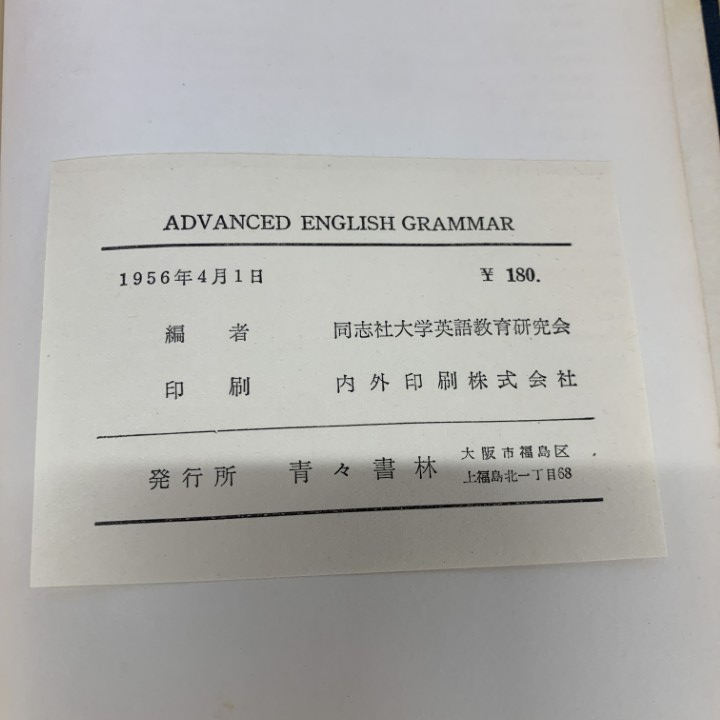 ADVANCED ENGLISH GRAMMAR
1956年4月1日 ¥ 180.
編者 同志社大学英語教育研究会
印刷 内外印刷株式会社
発行所 青々書林 大阪市福島区
上福島北一丁目68